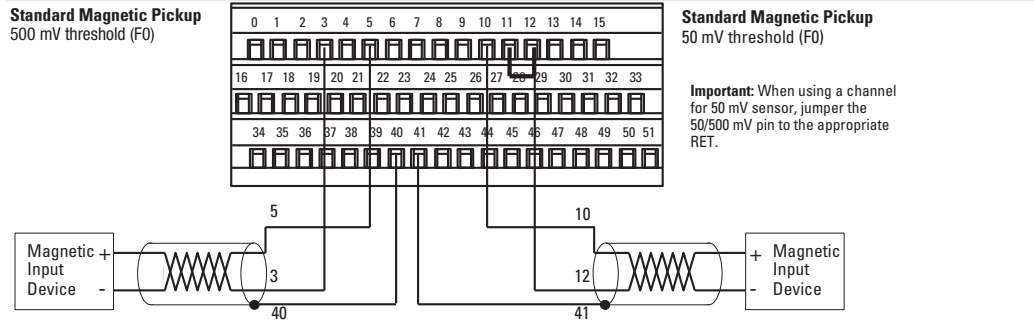 Standard Magnetic Pickup
500 mV threshold (F0)
0 1 2 3 4 5 6 7 8 9 10 11 12 13 14 15
16 17 18 19 20 21 22 23 24 25 26 27 28 29 30 31 32 33
34 35 36 37 38 39 40 41 42 43 44 45 46 47 48 49 50 51
Standard Magnetic Pickup
50 mV threshold (F0)
Important: When using a channel
for 50 mV sensor, jumper the
50/500 mV pin to the appropriate
RET.
5
10
Magnetic +
Input
Device -
3
40
12
41
+ Magnetic
Input
- Device